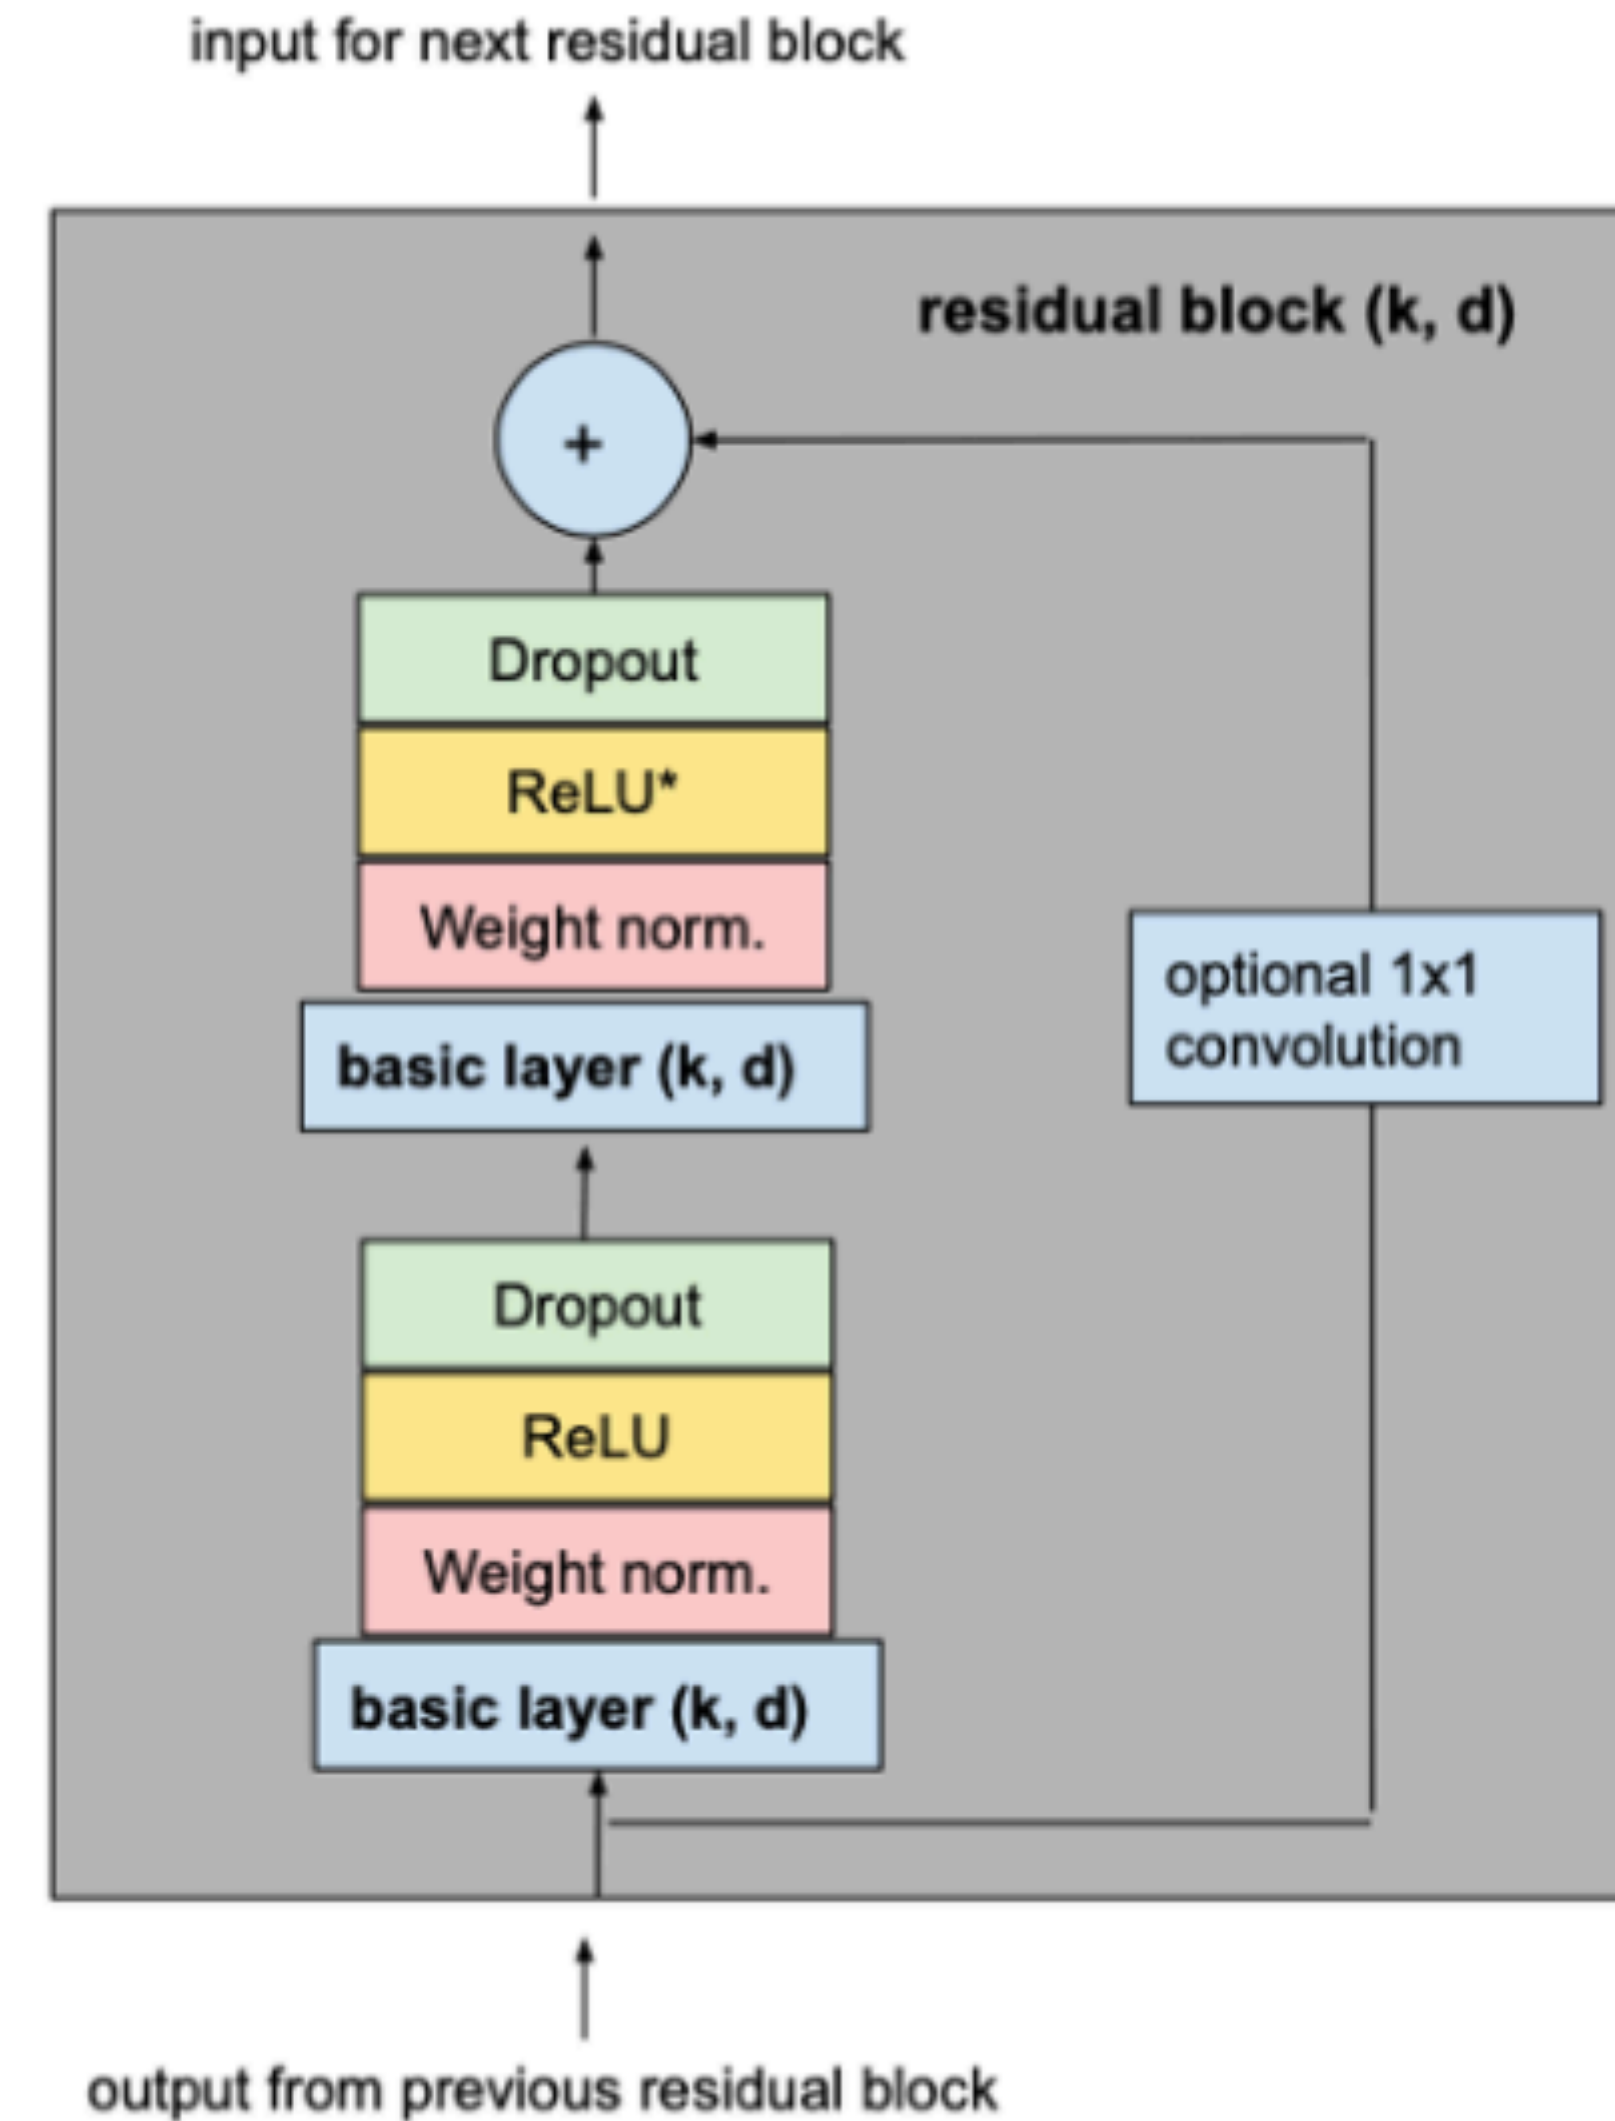 input for next residual block
residual block (k, d)
+
Dropout
ReLU*
Weight norm.
basic layer (k, d)
optional 1x1
convolution
Dropout
ReLU
Weight norm.
basic layer (k, d)
output from previous residual block